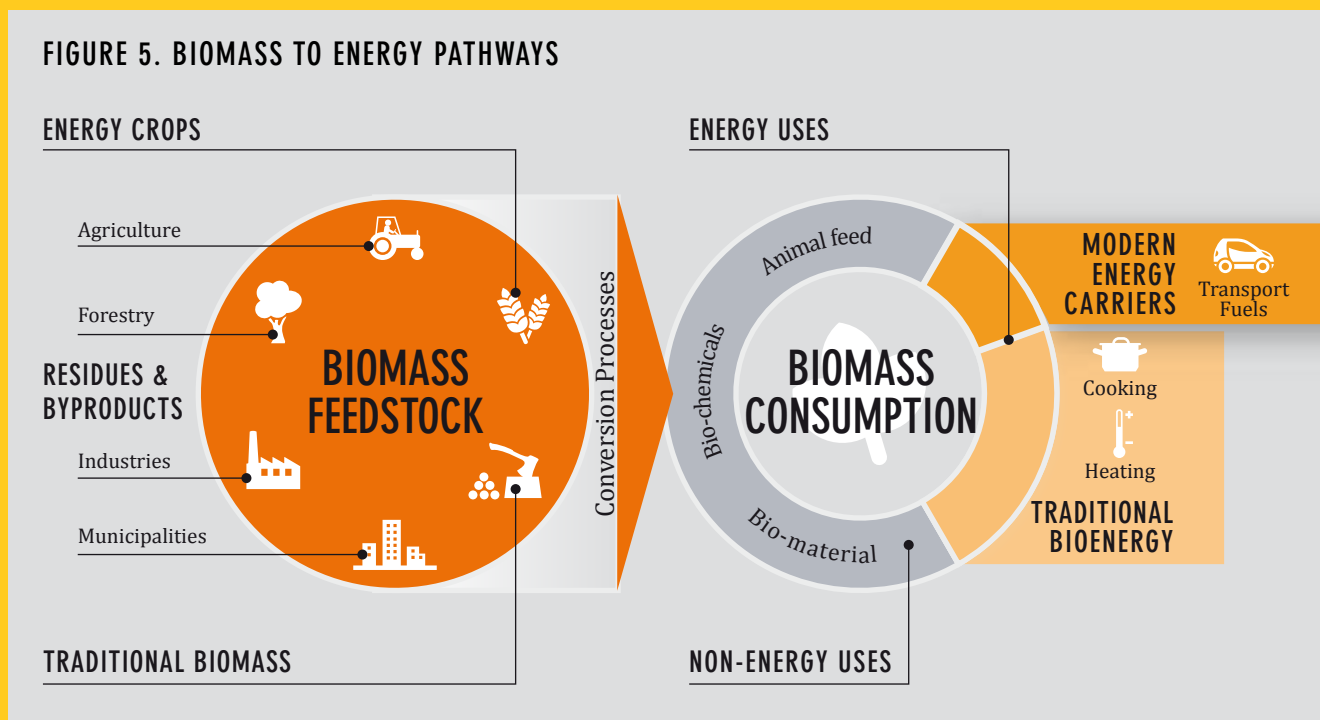 FIGURE 5. BIOMASS TO ENERGY PATHWAYS
ENERGY CROPS
Agriculture
Forestry
RESIDUES &
BYPRODUCTS
Industries
Municipalities
TRADITIONAL BIOMASS
BIOMASS
FEEDSTOCK
Conversion Processes
ENERGY USES
Animal feed
Bio-chemicals
Bio-material
BIOMASS
CONSUMPTION
NON-ENERGY USES
MODERN
ENERGY
CARRIERS
Transport
Fuels
Cooking
Heating
TRADITIONAL
BIOENERGY